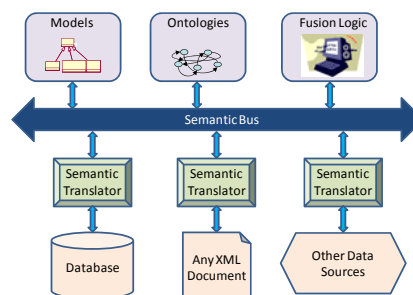 Models
Ontologies
Fusion Logic
Semantic Bus
Semantic
Translator
Semantic
Translator
Semantic
Translator
Database
Any XML
Document
Other Data
Sources